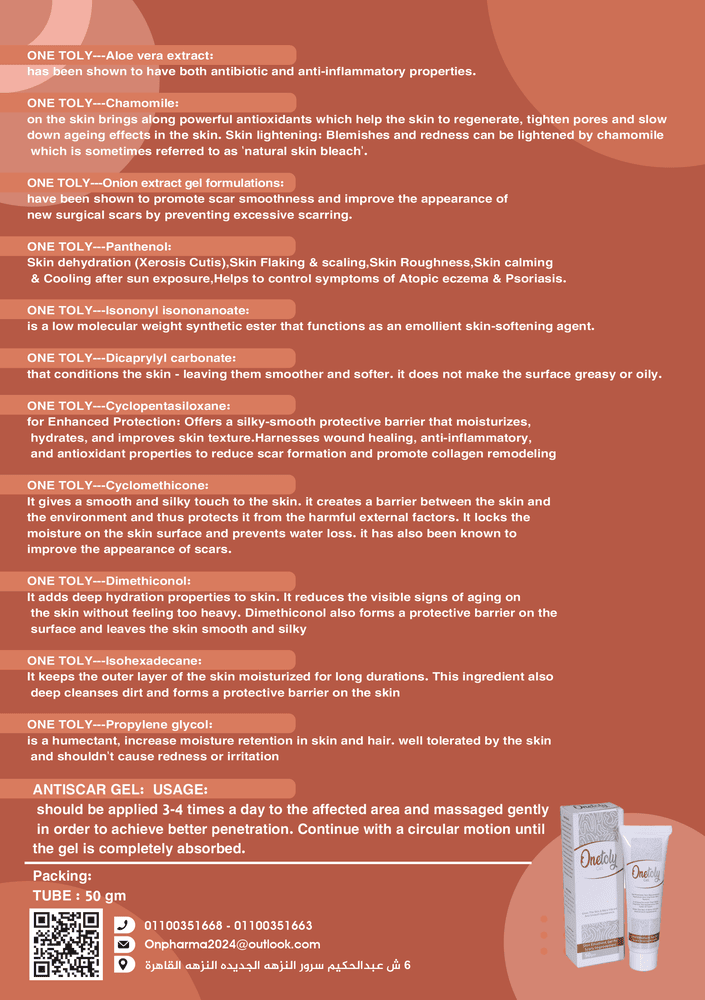 ONE TOLY---Aloe vera extract:
has been shown to have both antibiotic and anti-inflammatory properties.
ONE TOLY---Chamomile:
on the skin brings along powerful antioxidants which help the skin to regenerate, tighten pores and slow
down ageing effects in the skin. Skin lightening: Blemishes and redness can be lightened by chamomile
which is sometimes referred to as 'natural skin bleach'.
ONE TOLY---Onion extract gel formulations:
have been shown to promote scar smoothness and improve the appearance of
new surgical scars by preventing excessive scarring.
ONE TOLY---Panthenol:
Skin dehydration (Xerosis Cutis),Skin Flaking & scaling,Skin Roughness,Skin calming
& Cooling after sun exposure,Helps to control symptoms of Atopic eczema & Psoriasis.
ONE TOLY---Isononyl isononanoate:
is a low molecular weight synthetic ester that functions as an emollient skin-softening agent.
ONE TOLY---Dicaprylyl carbonate:
that conditions the skin - leaving them smoother and softer. it does not make the surface greasy or oily.
ONE TOLY---Cyclopentasiloxane:
for Enhanced Protection: Offers a silky-smooth protective barrier that moisturizes,
hydrates, and improves skin texture.Harnesses wound healing, anti-inflammatory,
and antioxidant properties to reduce scar formation and promote collagen remodeling
ONE TOLY---Cyclomethicone:
It gives a smooth and silky touch to the skin. it creates a barrier between the skin and
the environment and thus protects it from the harmful external factors. It locks the
moisture on the skin surface and prevents water loss. it has also been known to
improve the appearance of scars.
ONE TOLY---Dimethiconol:
It adds deep hydration properties to skin. It reduces the visible signs of aging on
the skin without feeling too heavy. Dimethiconol also forms a protective barrier on the
surface and leaves the skin smooth and silky
ONE TOLY---Isohexadecane:
It keeps the outer layer of the skin moisturized for long durations. This ingredient also
deep cleanses dirt and forms a protective barrier on the skin
ONE TOLY---Propylene glycol:
is a humectant, increase moisture retention in skin and hair. well tolerated by the skin
and shouldn't cause redness or irritation
ANTISCAR GEL: USAGE:
should be applied 3-4 times a day to the affected area and massaged gently
in order to achieve better penetration. Continue with a circular motion until
the gel is completely absorbed.
Packing:
TUBE : 50 gm
01100351668 - 01100351663
Onpharma2024@outlook.com
6 ش عبدالحكيم سرور النزهه الجديده النزهه القاهرة
Onetoly
Onetoly